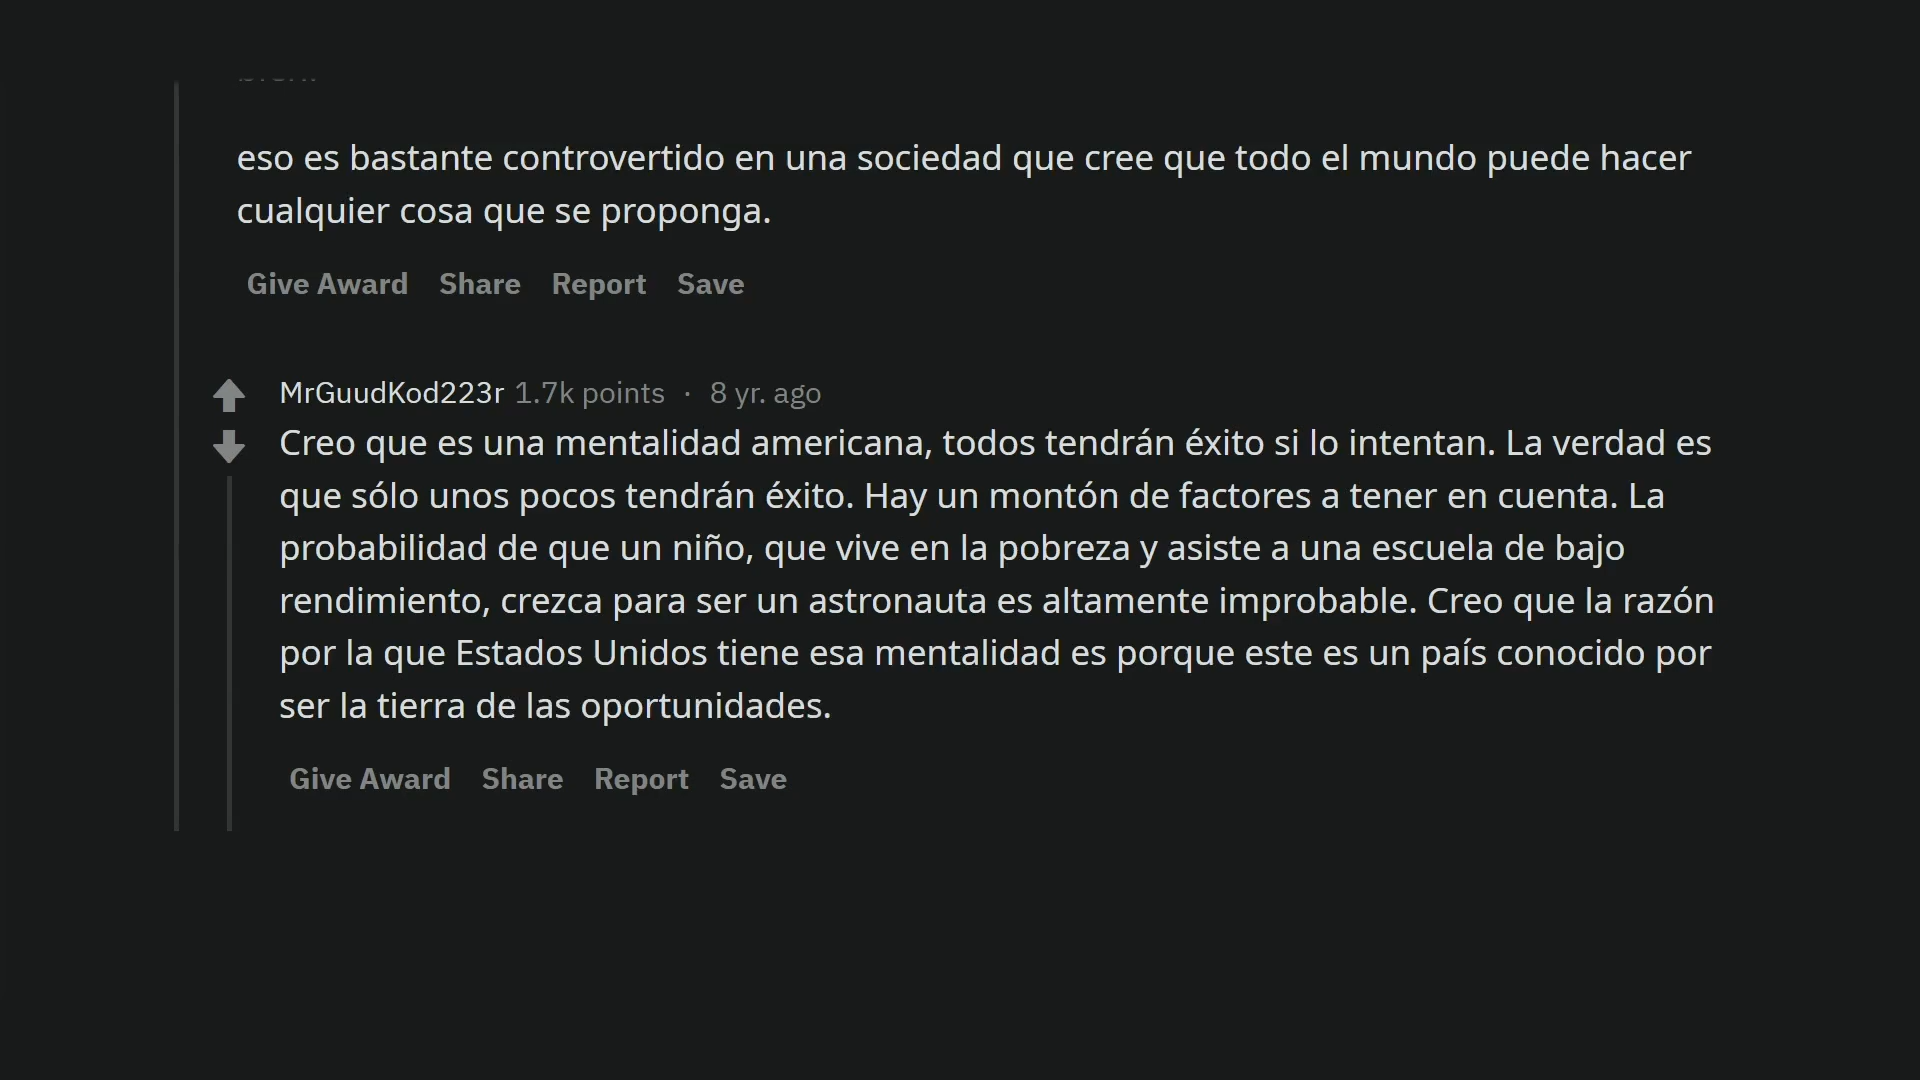 eso es bastante controvertido en una sociedad que cree que todo el mundo puede hacer
cualquier cosa que se proponga.
Give Award Share Report Save
MrGuudKod223r 1.7k points · 8 yr. ago
Creo que es una mentalidad americana, todos tendrán éxito si lo intentan. La verdad es
que sólo unos pocos tendrán éxito. Hay un montón de factores a tener en cuenta. La
probabilidad de que un niño, que vive en la pobreza y asiste a una escuela de bajo
rendimiento, crezca para ser un astronauta es altamente improbable. Creo que la razón
por la que Estados Unidos tiene esa mentalidad es porque este es un país conocido por
ser la tierra de las oportunidades.
Give Award Share Report Save